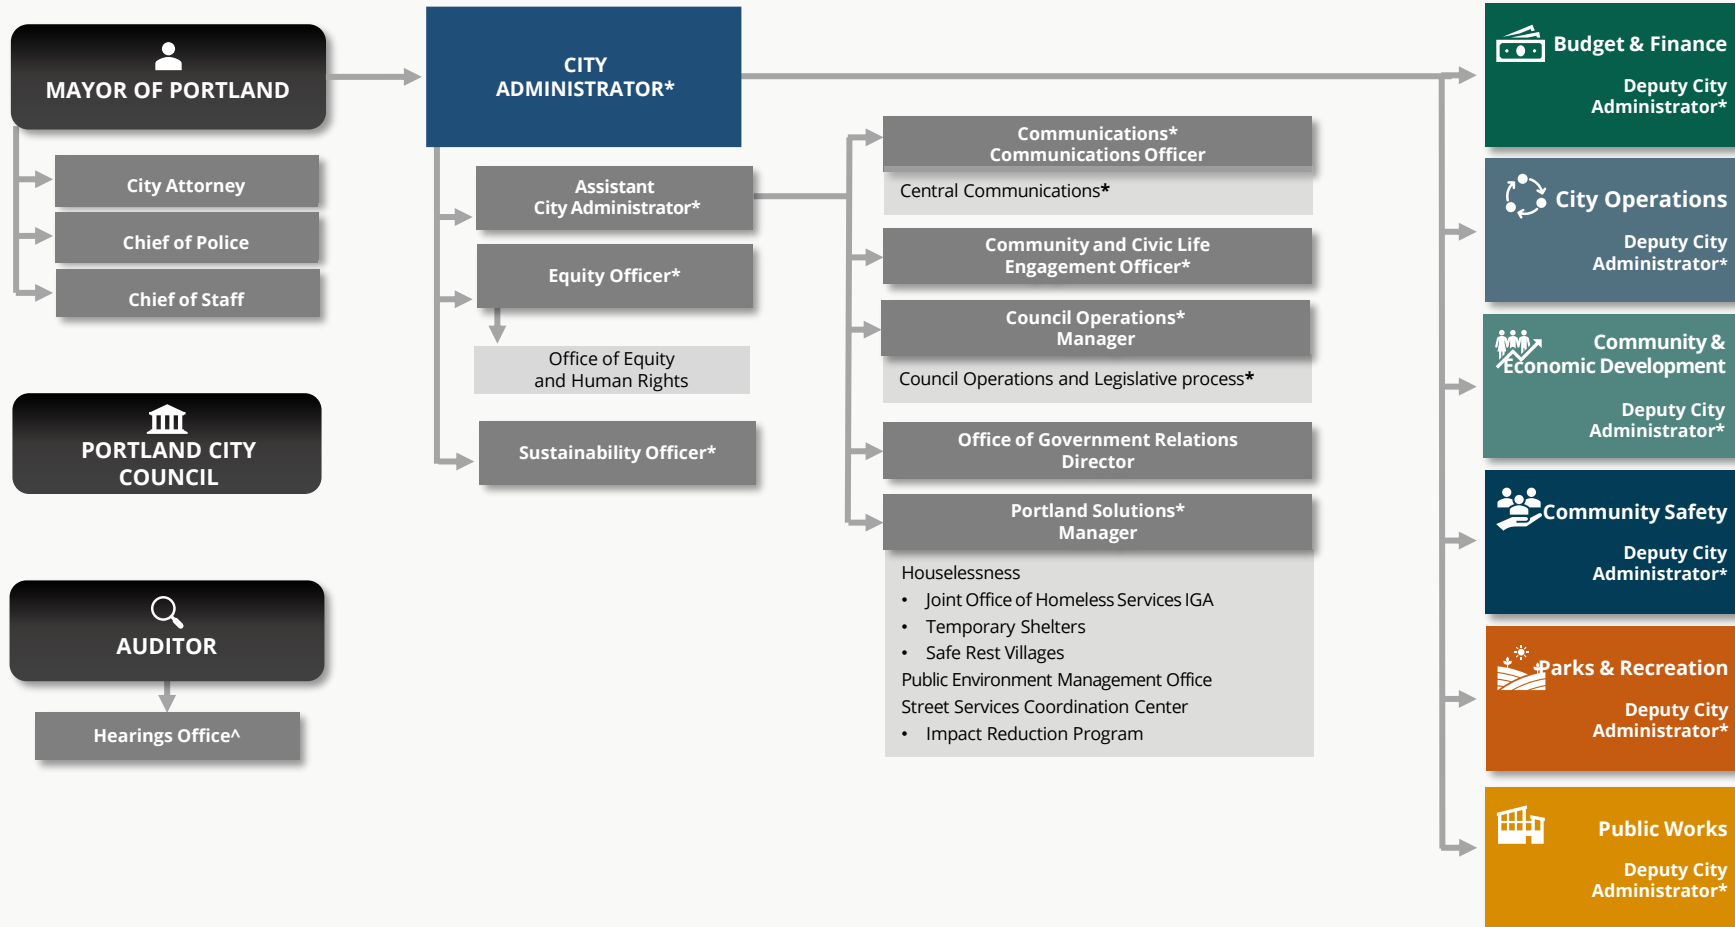 MAYOR OF PORTLAND
City Attorney
Chief of Police
Chief of Staff
PORTLAND CITY
COUNCIL
AUDITOR
Hearings Office^
CITY
ADMINISTRATOR*
Assistant
City Administrator*
Equity Officer*
Office of Equity
and Human Rights
Sustainability Officer*
Communications*
Communications Officer
Central Communications*
Community and Civic Life
Engagement Officer*
Council Operations*
Manager
Council Operations and Legislative process*
Office of Government Relations
Director
Portland Solutions*
Manager
Houselessness
• Joint Office of Homeless Services IGA
• Temporary Shelters
• Safe Rest Villages
Public Environment Management Office
Street Services Coordination Center
• Impact Reduction Program
Budget & Finance
Deputy City
Administrator*
City Operations
Deputy City
Administrator*
Community &
Economic Development
Deputy City
Administrator*
Community Safety
Deputy City
Administrator*
Parks & Recreation
Deputy City
Administrator*
Public Works
Deputy City
Administrator*